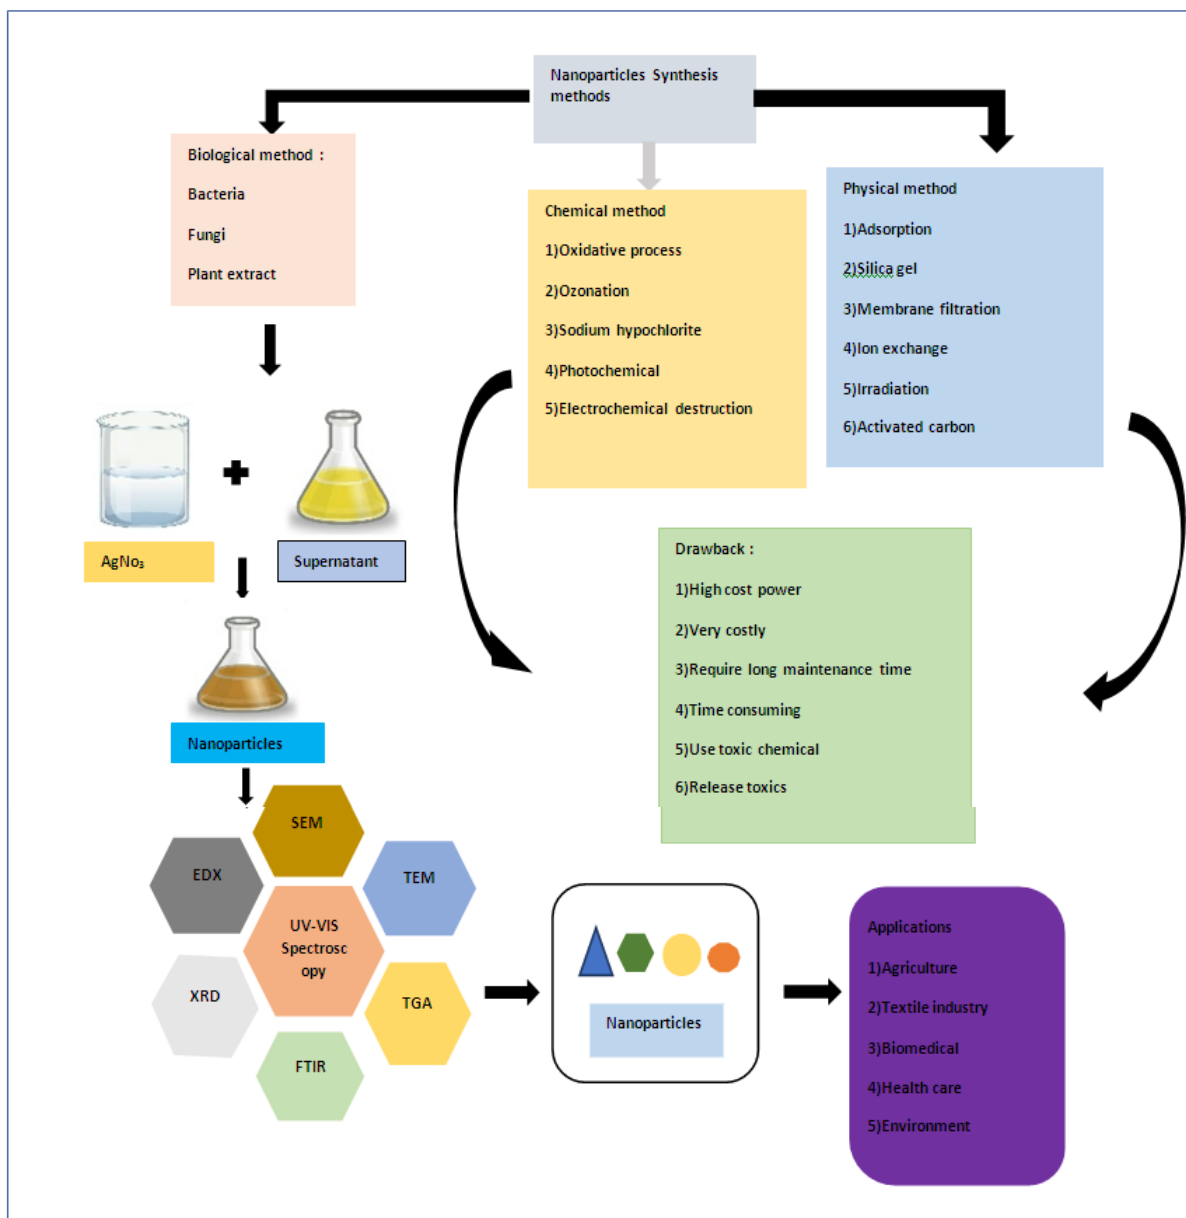 Nanoparticles Synthesis
methods
Biological method :
Bacteria
Fungi
Plant extract
Chemical method
1)Oxidative process
2)Ozonation
3)Sodium hypochlorite
4)Photochemical
5)Electrochemical destruction
Physical method
1)Adsorption
2)Silica gel
3)Membrane filtration
4)Ion exchange
5)Irradiation
6)Activated carbon
AgNo₃
Supernatant
Nanoparticles
Drawback :
1)High cost power
2)Very costly
3)Require long maintenance time
4)Time consuming
5)Use toxic chemical
6)Release toxics
SEM
EDX
TEM
UV-VIS
Spectrosc
opy
XRD
TGA
FTIR
Nanoparticles
Applications
1)Agriculture
2)Textile industry
3)Biomedical
4)Health care
5)Environment